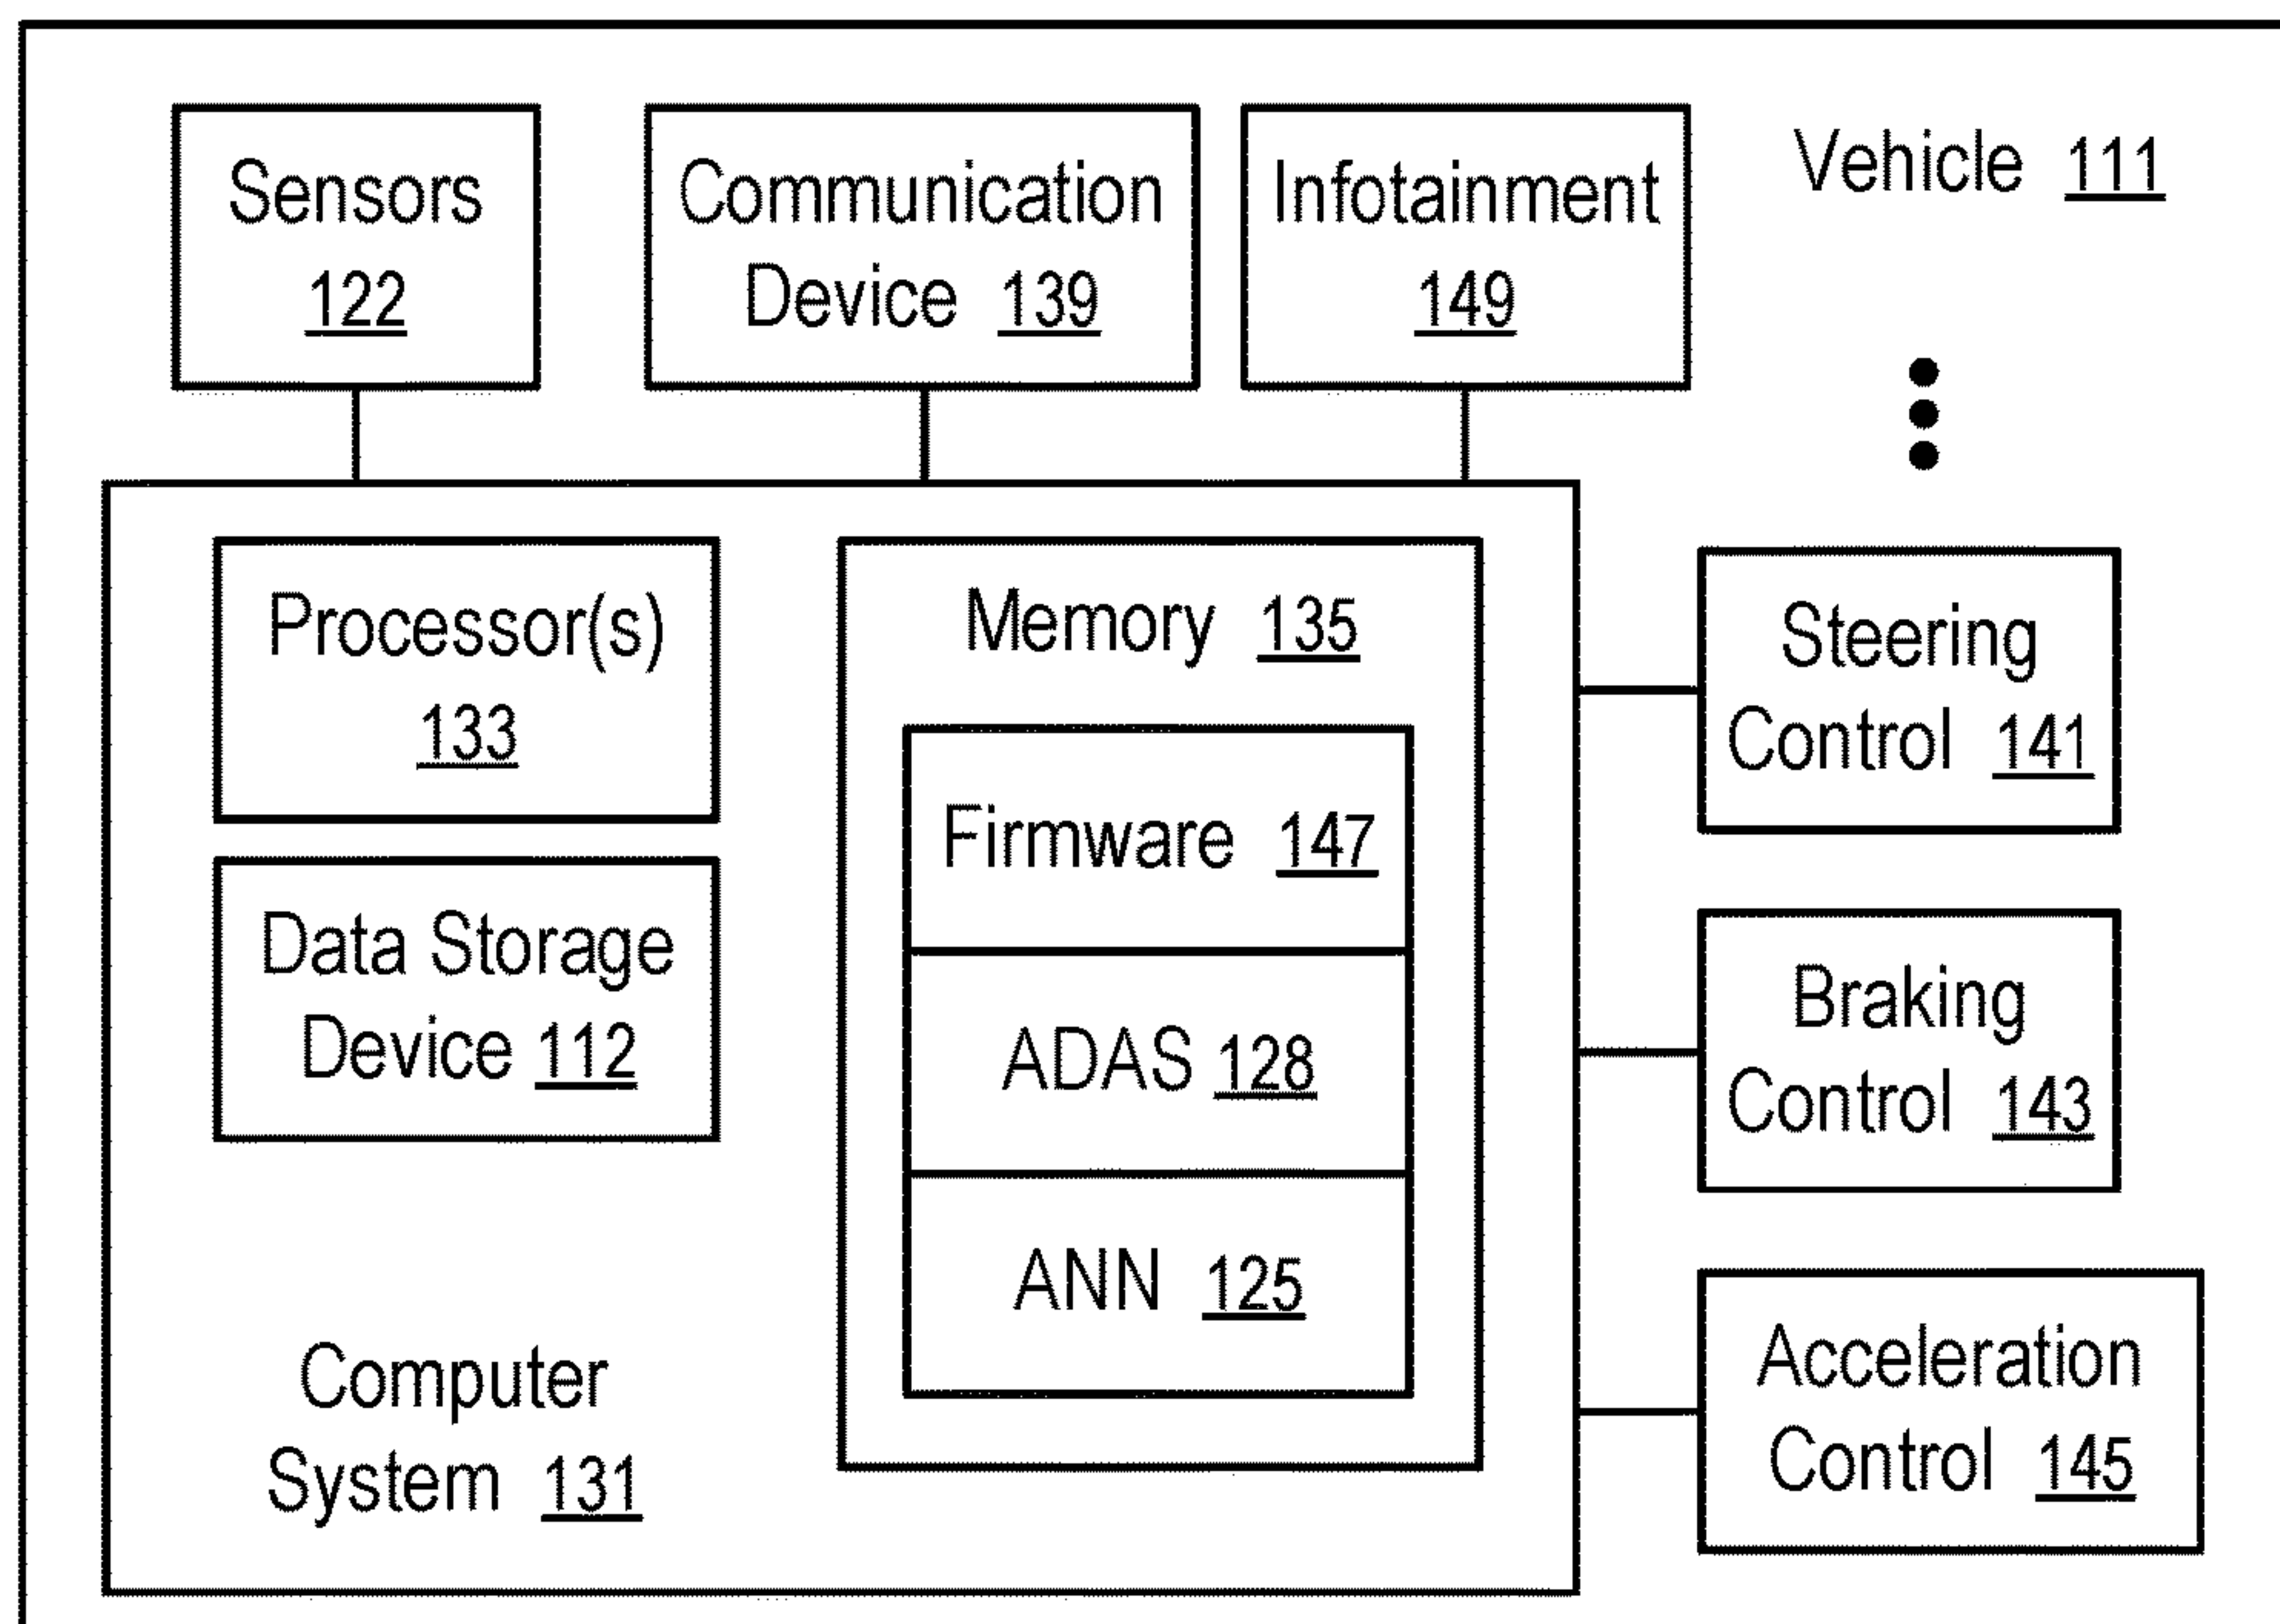 Sensors
122
Communication
Device 139
Infotainment
149
Vehicle 111
Processor(s)
133
Data Storage
Device 112
Computer
System 131
Memory 135
Firmware 147
ADAS 128
ANN 125
Steering
Control 141
Braking
Control 143
Acceleration
Control 145